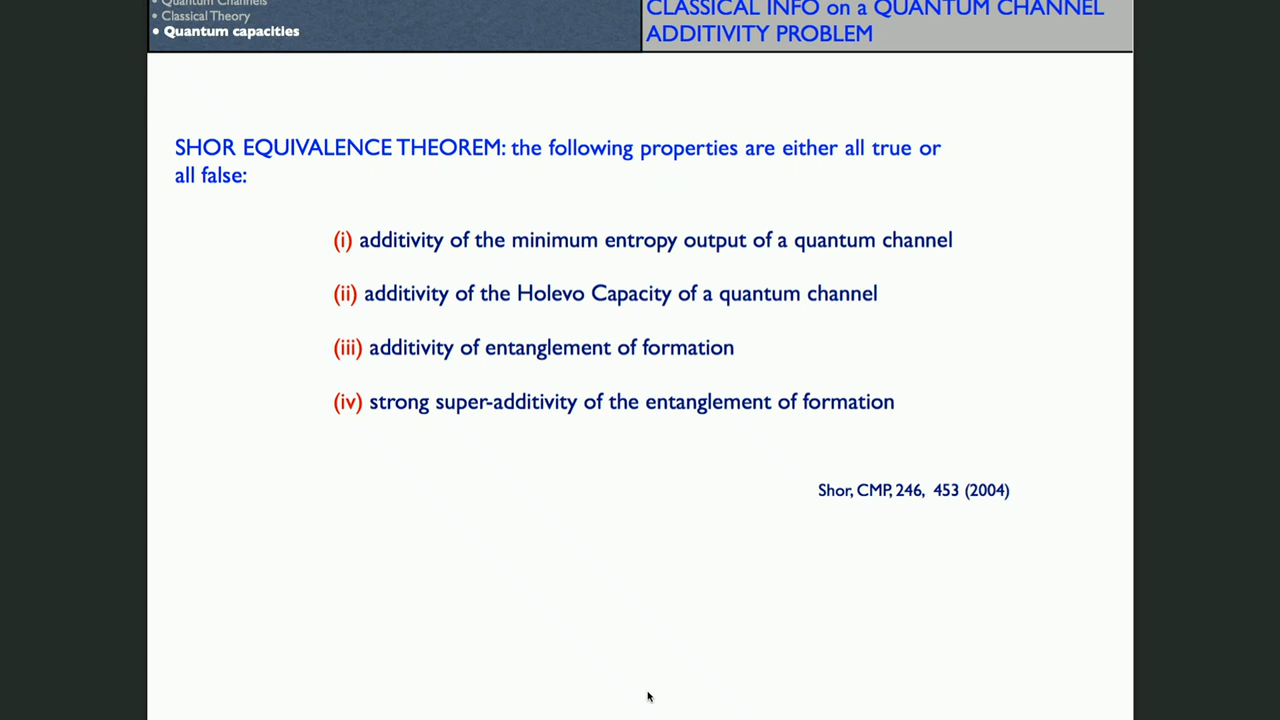 • Quantum Channels
• Classical Theory
• Quantum capacities
CLASSICAL INFO on a QUANTUM CHANNEL
ADDITIVITY PROBLEM
SHOR EQUIVALENCE THEOREM: the following properties are either all true or
all false:
(i) additivity of the minimum entropy output of a quantum channel
(ii) additivity of the Holevo Capacity of a quantum channel
(iii) additivity of entanglement of formation
(iv) strong super-additivity of the entanglement of formation
Shor, CMP, 246, 453 (2004)